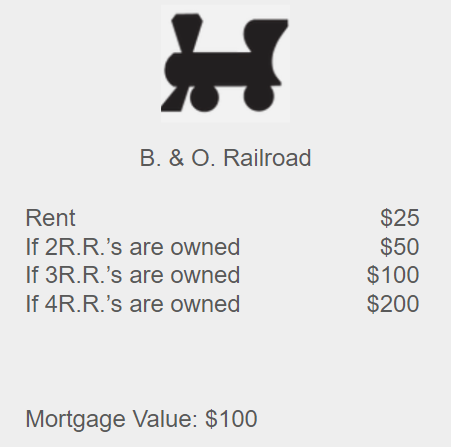 B. & O. Railroad
Rent $25
If 2R.R.’s are owned $50
If 3R.R.’s are owned $100
If 4R.R.’s are owned $200
Mortgage Value: $100